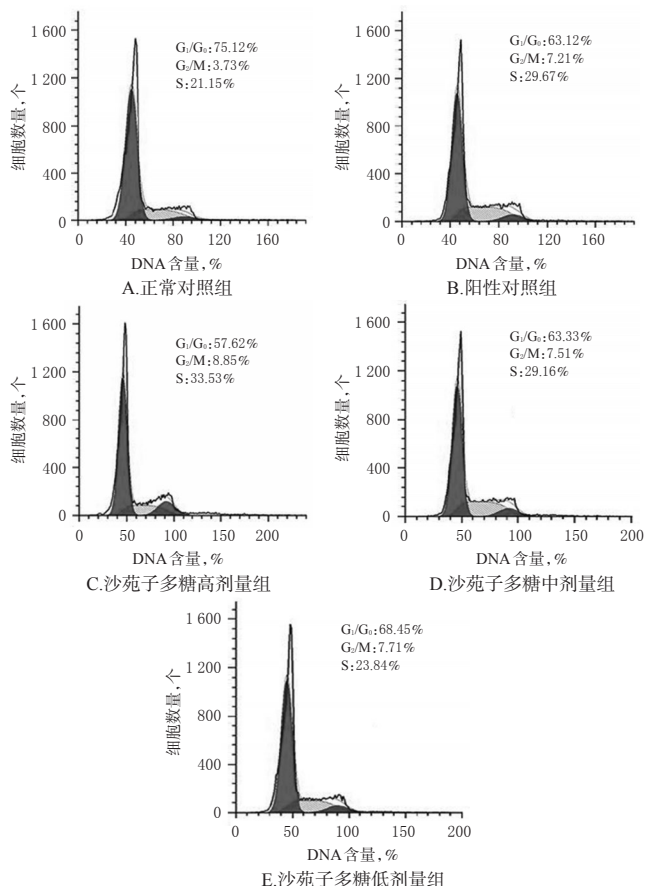 1 600
1 200
800
400
0
细胞数量,个
G₁/G₀:75.12%
G₂/M:3.73%
S:21.15%
0 40 80 120 160
DNA含量,%
A.正常对照组
1 600
1 200
800
400
0
细胞数量,个
G₁/G₀:63.12%
G₂/M:7.21%
S:29.67%
0 40 80 120 160
DNA含量,%
B.阳性对照组
1 600
1 200
800
400
0
细胞数量,个
G₁/G₀:57.62%
G₂/M:8.85%
S:33.53%
0 50 100 150 200
DNA含量,%
C.沙苑子多糖高剂量组
1 600
1 200
800
400
0
细胞数量,个
G₁/G₀:63.33%
G₂/M:7.51%
S:29.16%
0 50 100 150 200
DNA含量,%
D.沙苑子多糖中剂量组
1 600
1 200
800
400
0
细胞数量,个
G₁/G₀:68.45%
G₂/M:7.71%
S:23.84%
0 50 100 150 200
DNA含量,%
E.沙苑子多糖低剂量组